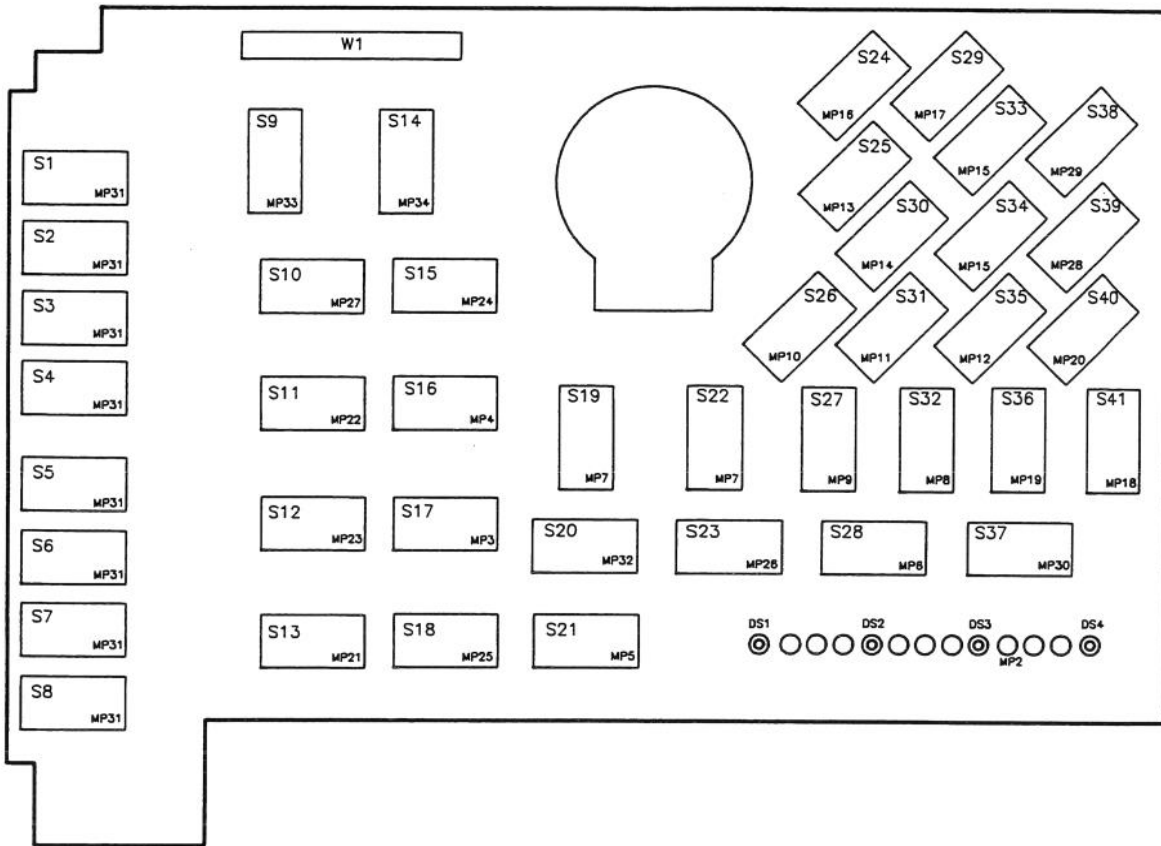 W1
S1
MP31
S2
MP31
S3
MP31
S4
MP31
S5
MP31
S6
MP31
S7
MP31
S8
MP31
S9
MP33
S14
MP34
S10
MP27
S15
MP24
S11
MP22
S16
MP4
S12
MP23
S17
MP3
S13
MP21
S18
MP25
S24
MP16
S29
MP17
S33
MP15
S38
MP29
S25
MP13
S30
MP14
S34
MP15
S39
MP28
S26
MP10
S31
MP11
S35
MP12
S40
MP20
S19
MP7
S22
MP7
S27
MP9
S32
MP8
S36
MP19
S41
MP18
S20
MP32
S23
MP26
S28
MP6
S37
MP30
S21
MP5
DS1
DS2
DS3
DS4
MP2